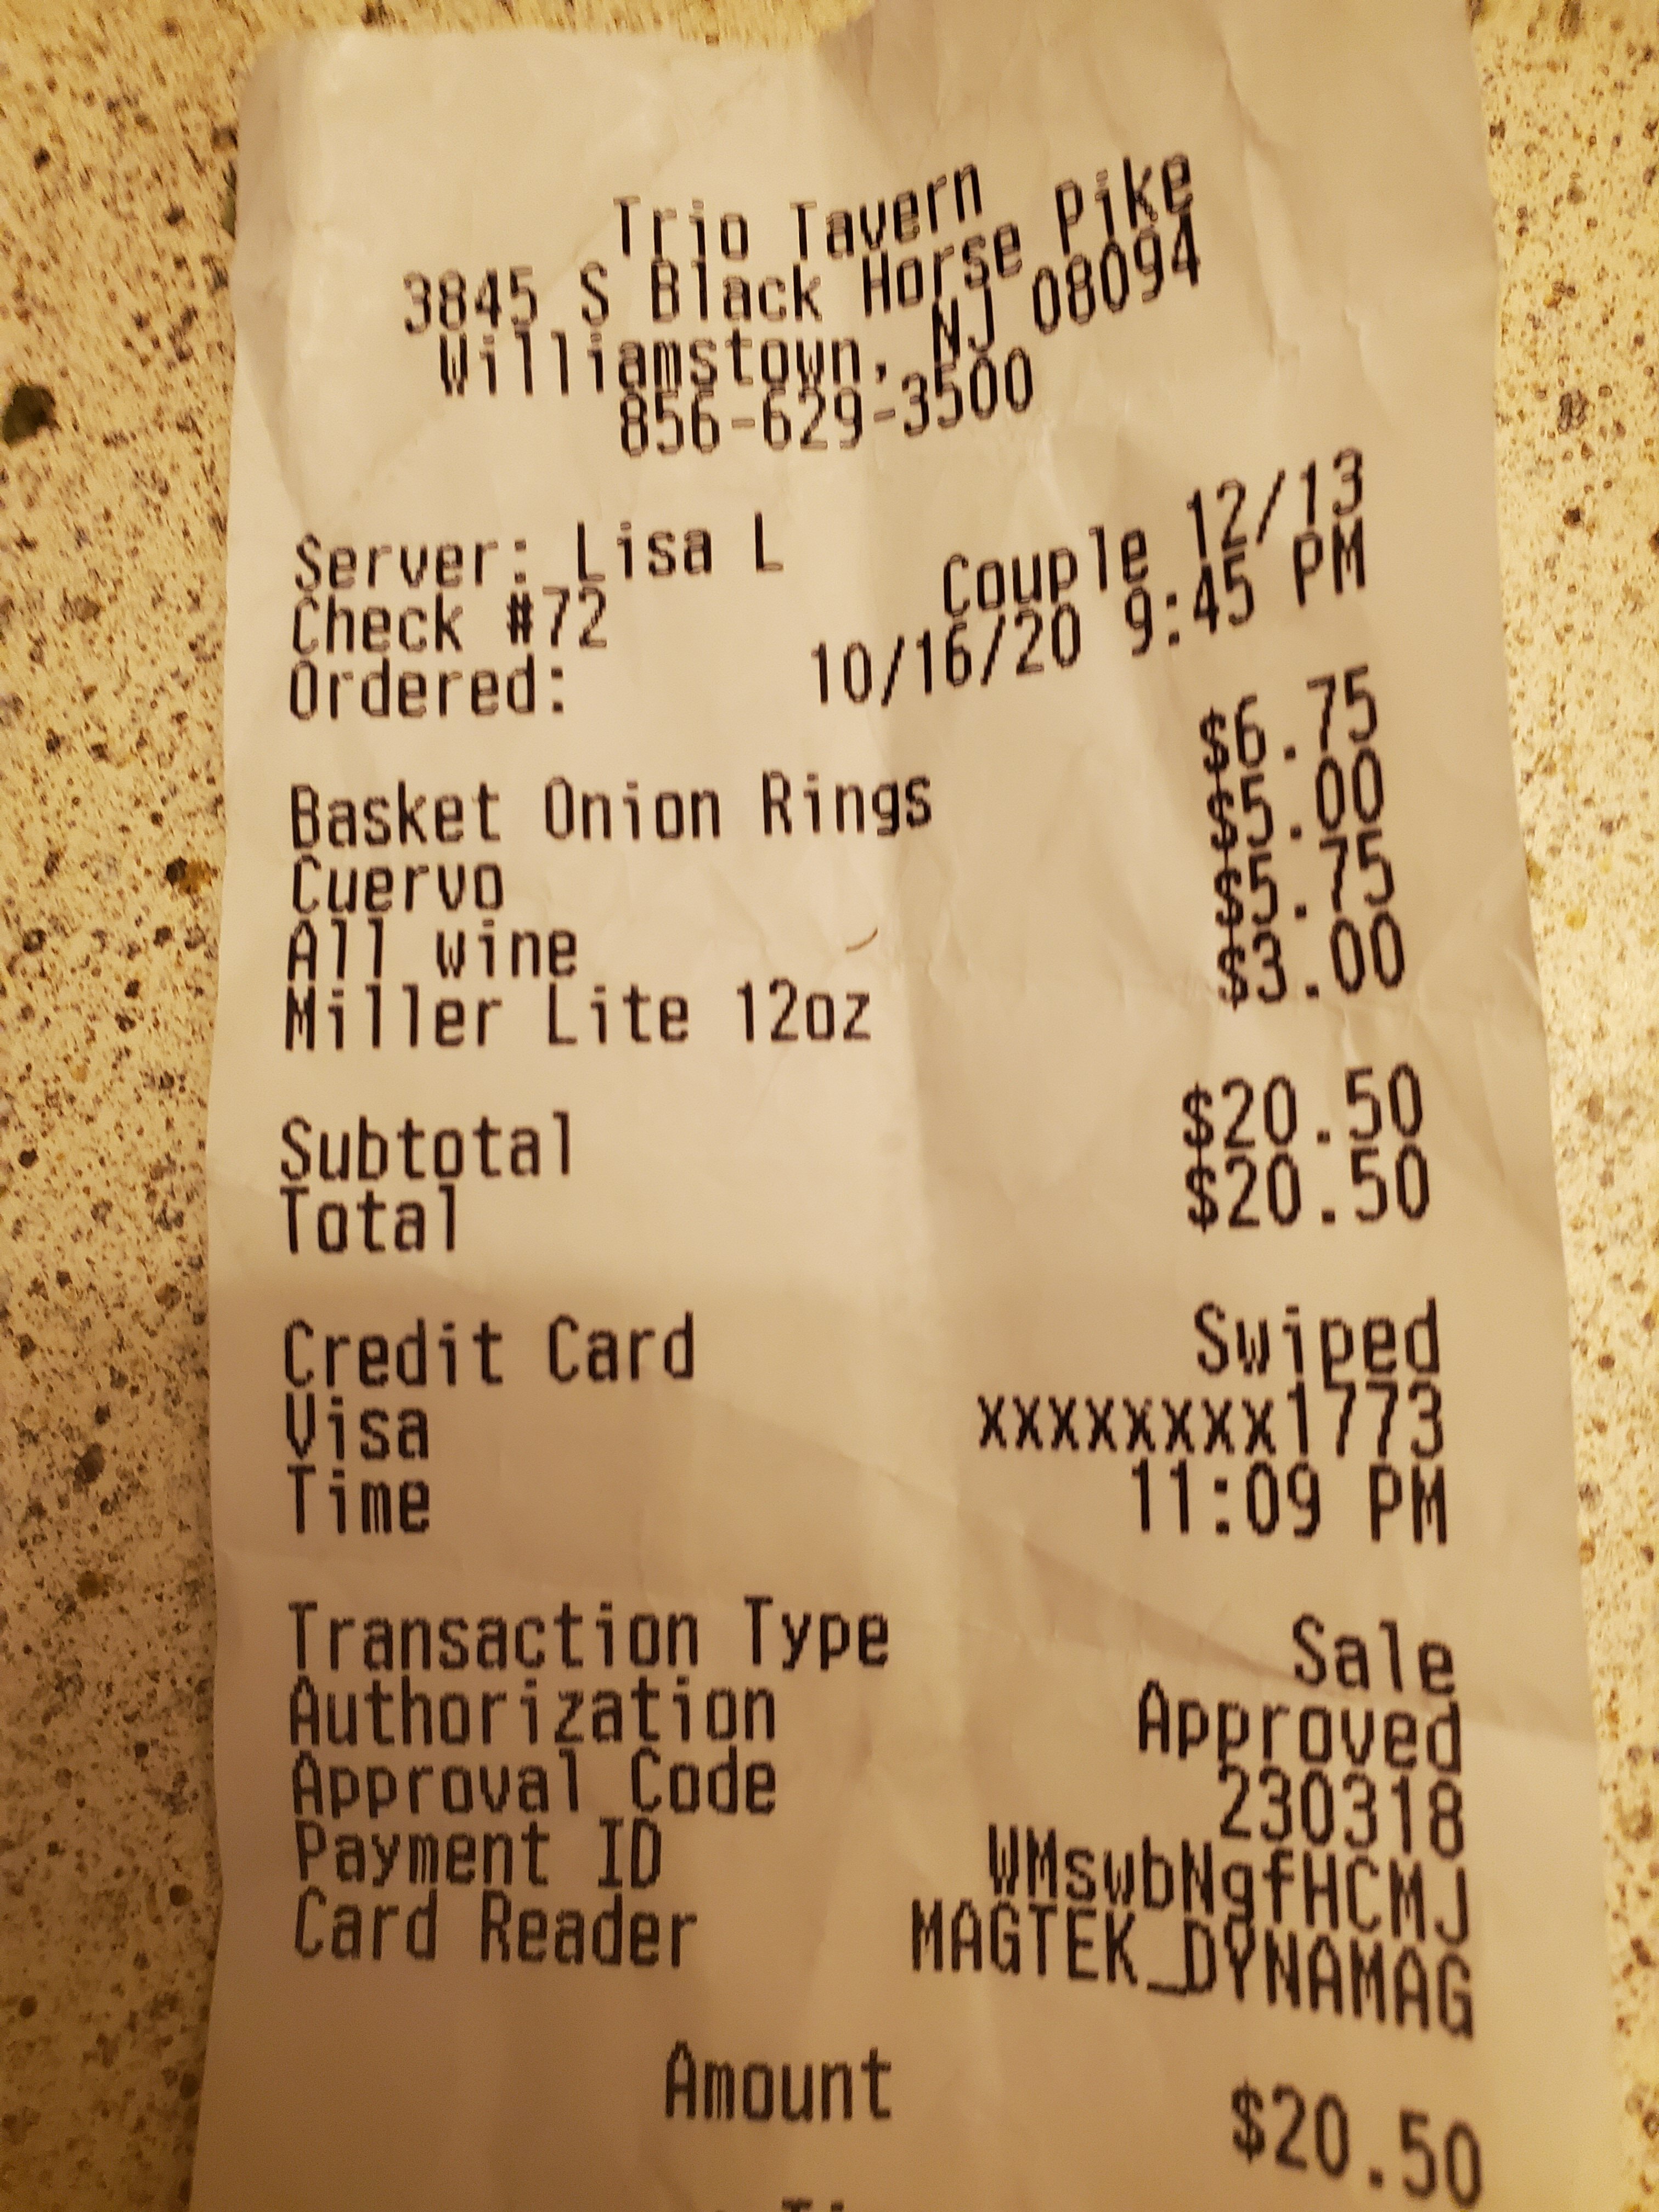 Trio Tavern
3845 S Black Horse Pike
Williamstown, NJ 08094
856-629-3500
Server: Lisa L
Check #72 Couple 12/13
Ordered: 10/16/20 9:45 PM
Basket Onion Rings $6.75
Cuervo $5.00
All wine $5.75
Miller Lite 12oz $3.00
Subtotal $20.50
Total $20.50
Credit Card Swiped
Visa xxxxxxxx1773
Time 11:09 PM
Transaction Type Sale
Authorization Approved
Approval Code 230318
Payment ID WMswbNgfHCMJ
Card Reader MAGTEK_DYNAMAG
Amount $20.50